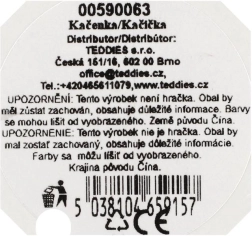 00590063
Kačenka/Kačička
Distributor/Distribútor:
TEDDIES s.r.o.
Česká 151/16, 602 00 Brno
office@teddies.cz
Tel.:+420465611079,www.teddies.cz
UPOZORNĚNÍ: Tento výrobek není hračka. Obal by
měl zůstat zachován, obsahuje důležité informace. Barvy
se mohou lišit od vyobrazeného. Země původu Čína.
UPOZORNENIE: Tento výrobek nie je hračka. Obal by
mal zostať zachovaný, obsahuje dôležité informácie.
Farby sa môžu líšiť od vyobrazeného.
Krajina pôvodu Čína.
5 038104 659157
CE